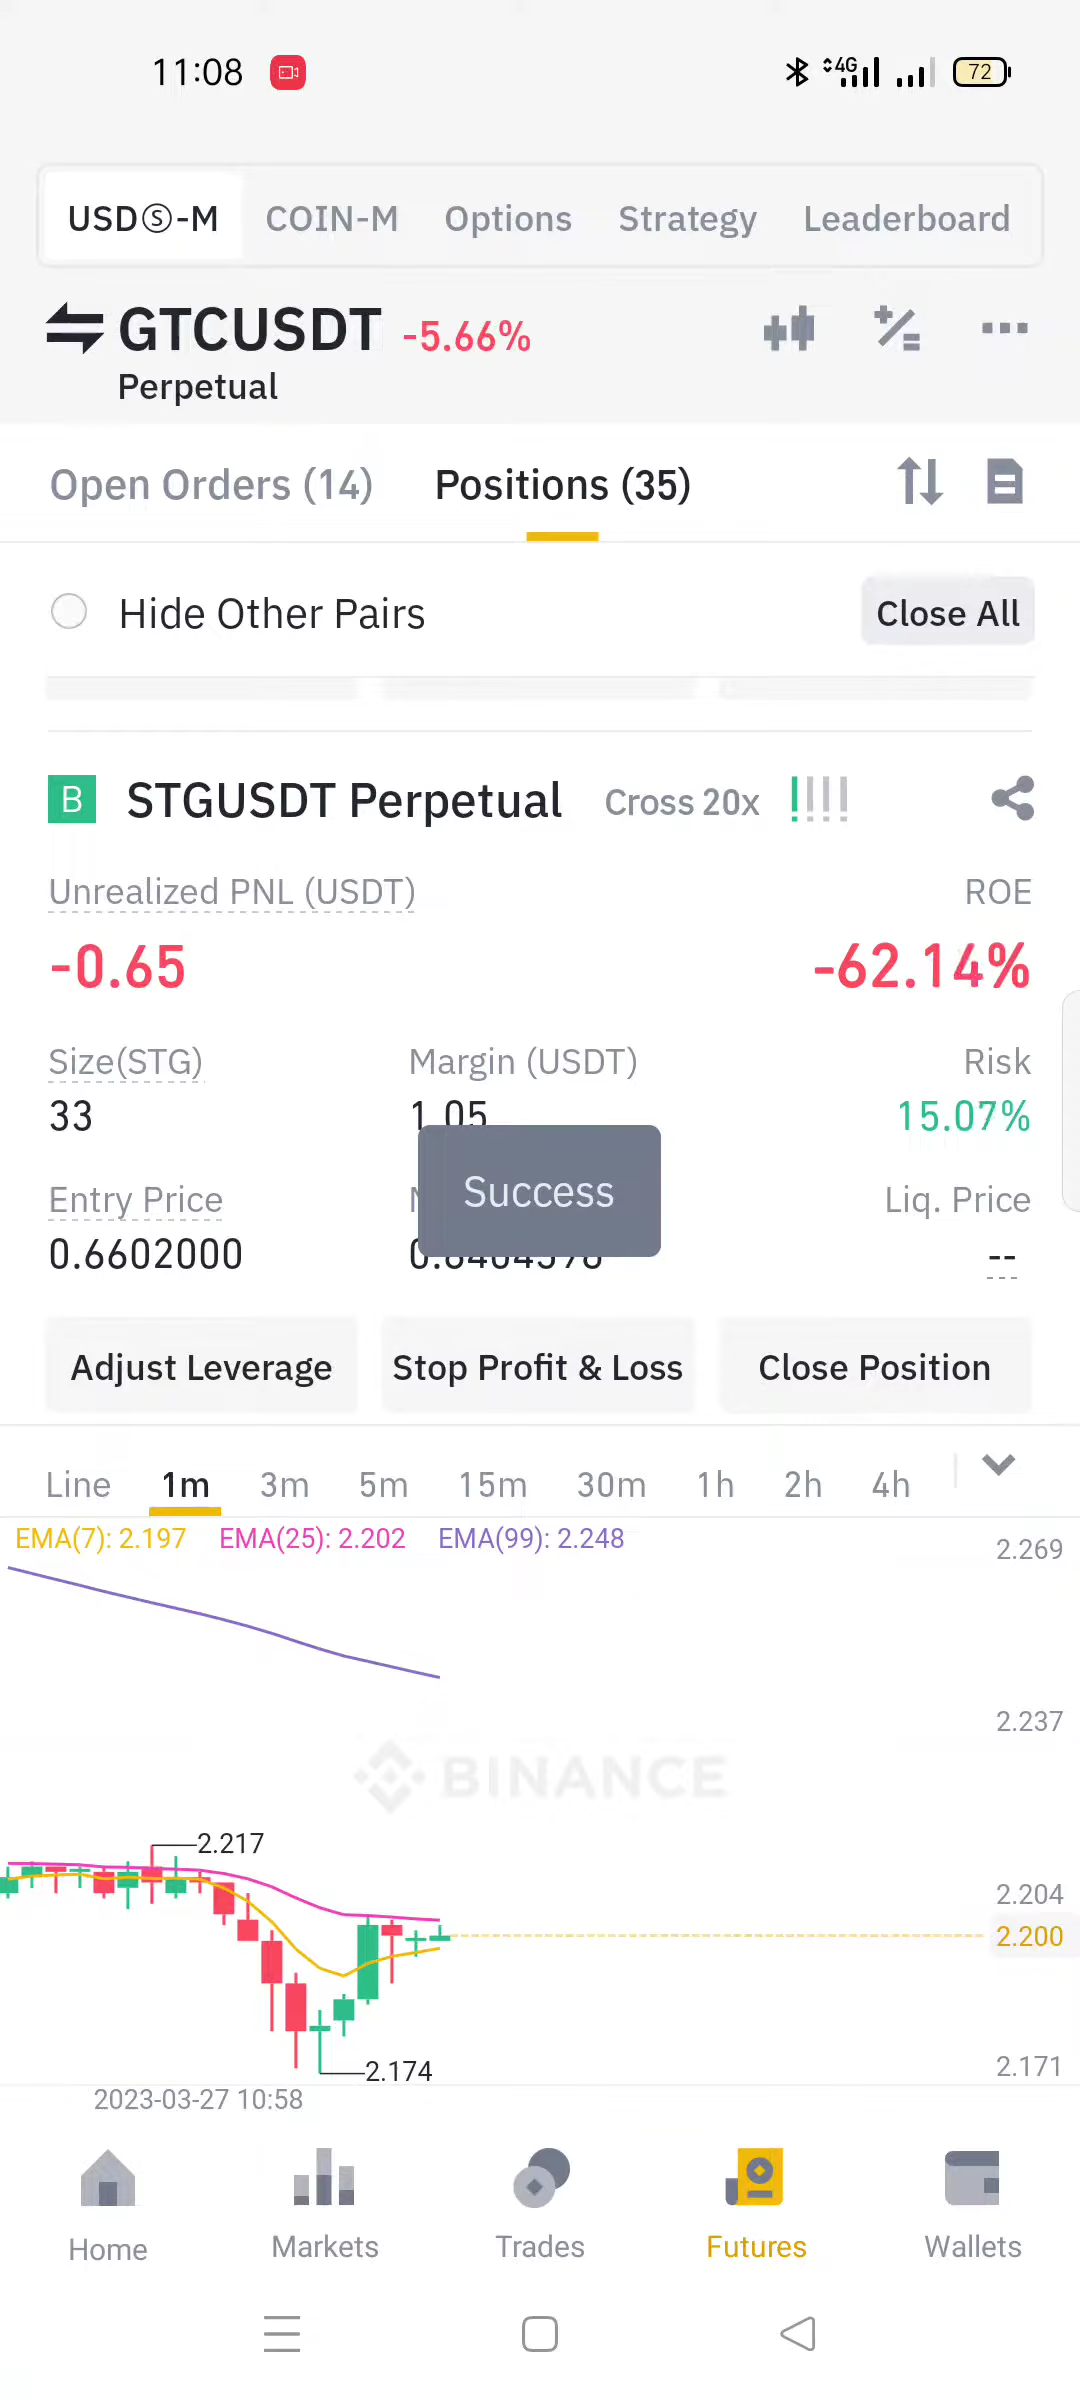 11:08
4G
72
USDⓈ-M COIN-M Options Strategy Leaderboard
GTCUSDT -5.66%
Perpetual
Open Orders (14) Positions (35)
Hide Other Pairs Close All
B STGUSDT Perpetual Cross 20x
Unrealized PNL (USDT) ROE
-0.65 -62.14%
Size(STG) Margin (USDT) Risk
33 1.05 15.07%
Success
Entry Price Liq. Price
0.6602000 --
Adjust Leverage Stop Profit & Loss Close Position
Line 1m 3m 5m 15m 30m 1h 2h 4h
EMA(7): 2.197 EMA(25): 2.202 EMA(99): 2.248
2.269
2.237
BINANCE
2.217
2.204
2.200
2.174
2.171
2023-03-27 10:58
Home Markets Trades Futures Wallets